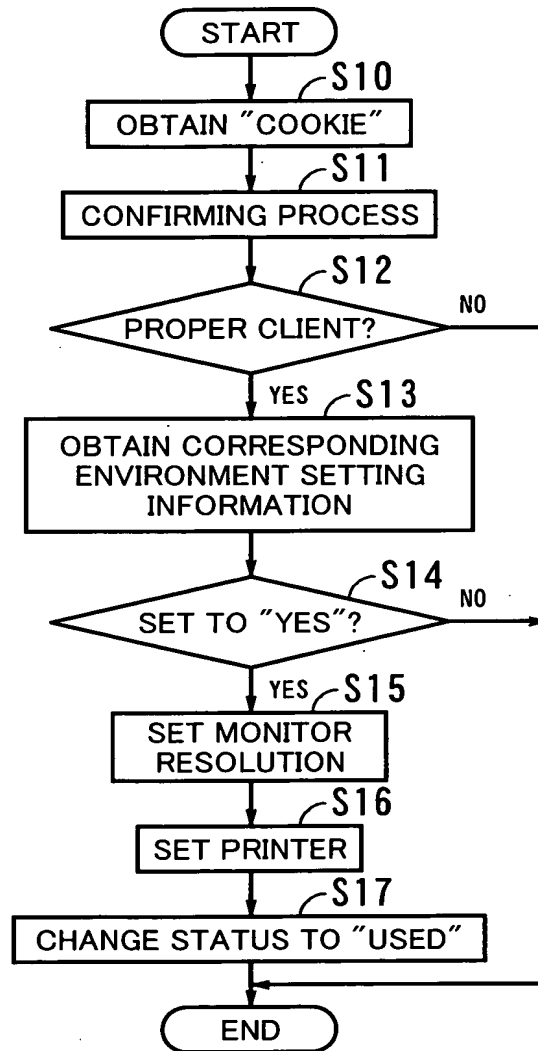 START
S10
OBTAIN "COOKIE"
S11
CONFIRMING PROCESS
S12
PROPER CLIENT?
NO
YES
S13
OBTAIN CORRESPONDING
ENVIRONMENT SETTING
INFORMATION
S14
SET TO "YES"?
NO
YES
S15
SET MONITOR
RESOLUTION
S16
SET PRINTER
S17
CHANGE STATUS TO "USED"
END